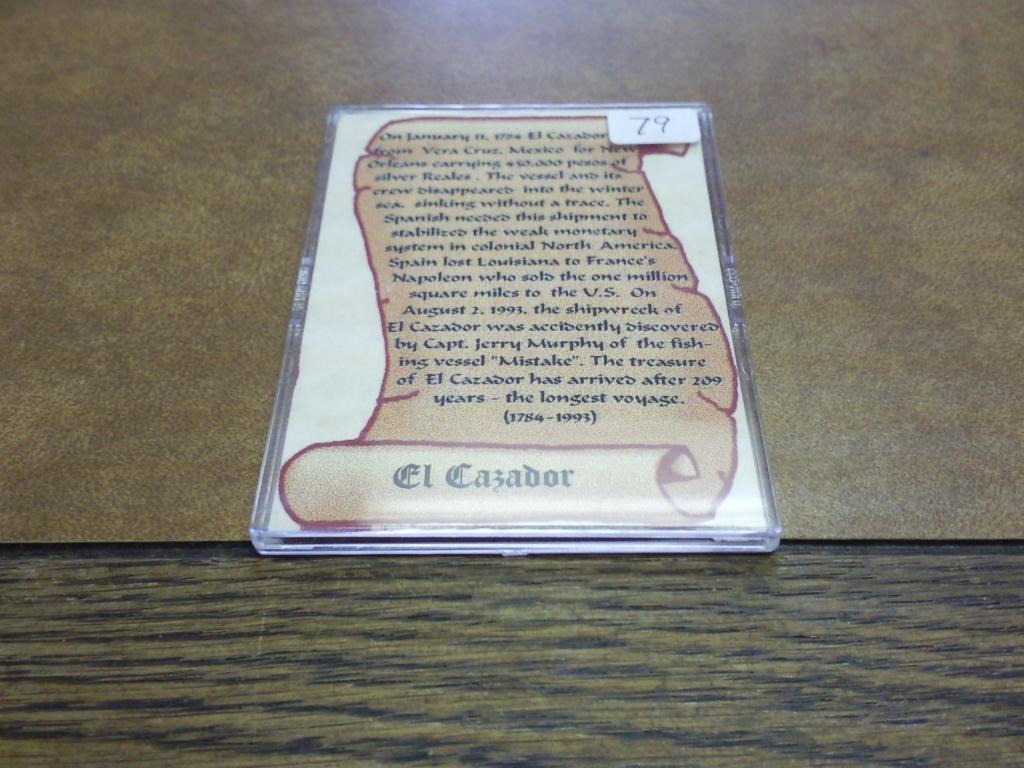 79
On January 11, 1784 El Cazador
from Vera Cruz, Mexico for New
Orleans carrying 450,000 pesos of
silver Reales. The vessel and its
crew disappeared into the winter
sea, sinking without a trace. The
Spanish needed this shipment to
stabilized the weak monetary
system in colonial North America.
Spain lost Louisiana to France's
Napoleon who sold the one million
square miles to the U.S. On
August 2, 1993, the shipwreck of
El Cazador was accidently discovered
by Capt. Jerry Murphy of the fish-
ing vessel "Mistake". The treasure
of El Cazador has arrived after 209
years - the longest voyage.
(1784-1993)
El Cazador